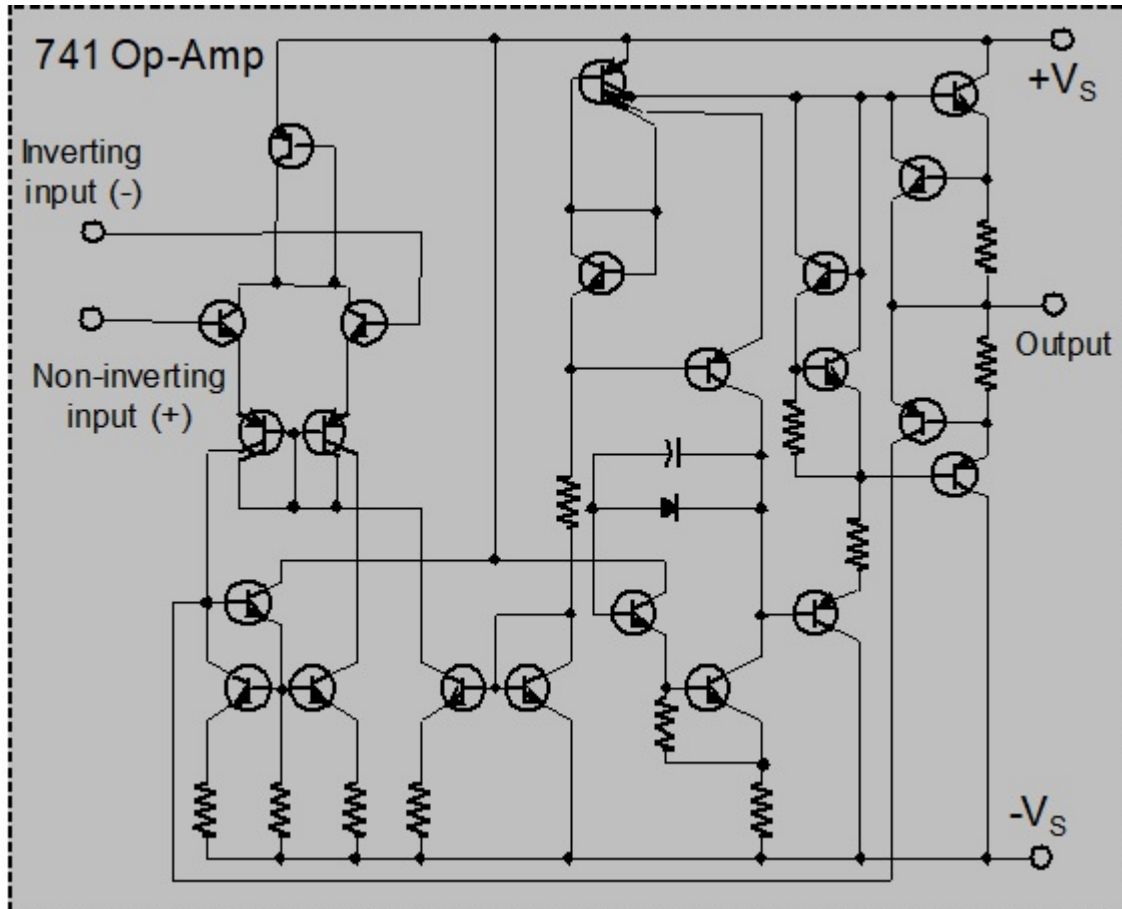 741 Op-Amp
+VS
Inverting
input (-)
Output
Non-inverting
input (+)
-VS